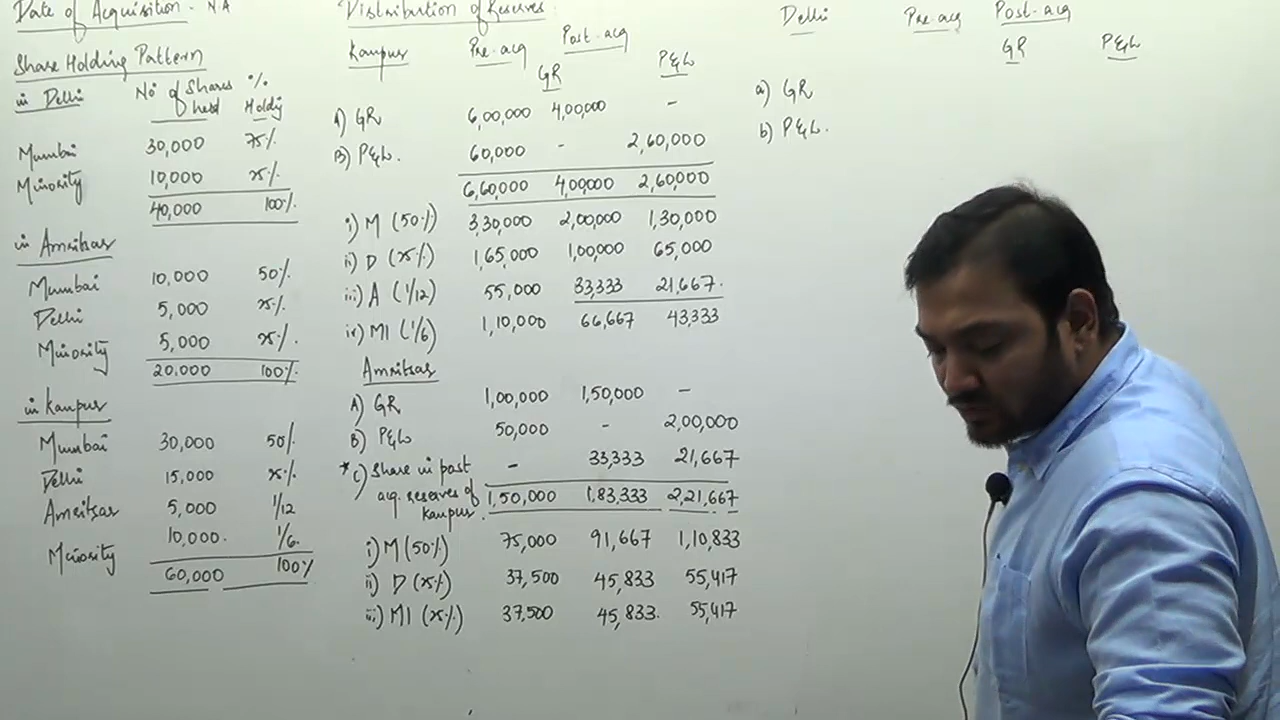 Date of Acquisition - N.A
Share Holding Pattern
in Delhi No of Shares held % Holdg
Mumbai 30,000 75%
Minority 10,000 25%
40,000 100%
in Amritsar
Mumbai 10,000 50%
Delhi 5,000 25%
Minority 5,000 25%
20,000 100%
in Kanpur
Mumbai 30,000 50%
Delhi 15,000 25%
Amritsar 5,000 1/12
Minority 10,000 1/6
60,000 100%
Distribution of Reserves
Kanpur Pre-acq Post-acq
GR P&L
A) GR 6,00,000 4,00,000 -
B) P&L. 60,000 - 2,60,000
6,60,000 4,00,000 2,60,000
i) M (50%) 3,30,000 2,00,000 1,30,000
ii) D (25%) 1,65,000 1,00,000 65,000
iii) A (1/12) 55,000 33,333 21,667.
iv) MI (1/6) 1,10,000 66,667 43,333
Amritsar
A) GR 1,00,000 1,50,000 -
B) P&L 50,000 - 2,00,000
* C) Share in post - 33,333 21,667
acq. reserves of 1,50,000 1,83,333 2,21,667
Kanpur.
i) M (50%) 75,000 91,667 1,10,833
ii) D (25%) 37,500 45,833 55,417
iii) MI (25%) 37,500 45,833. 55,417
Delhi Pre-acq Post-acq
GR P&L
a) GR
b) P&L.